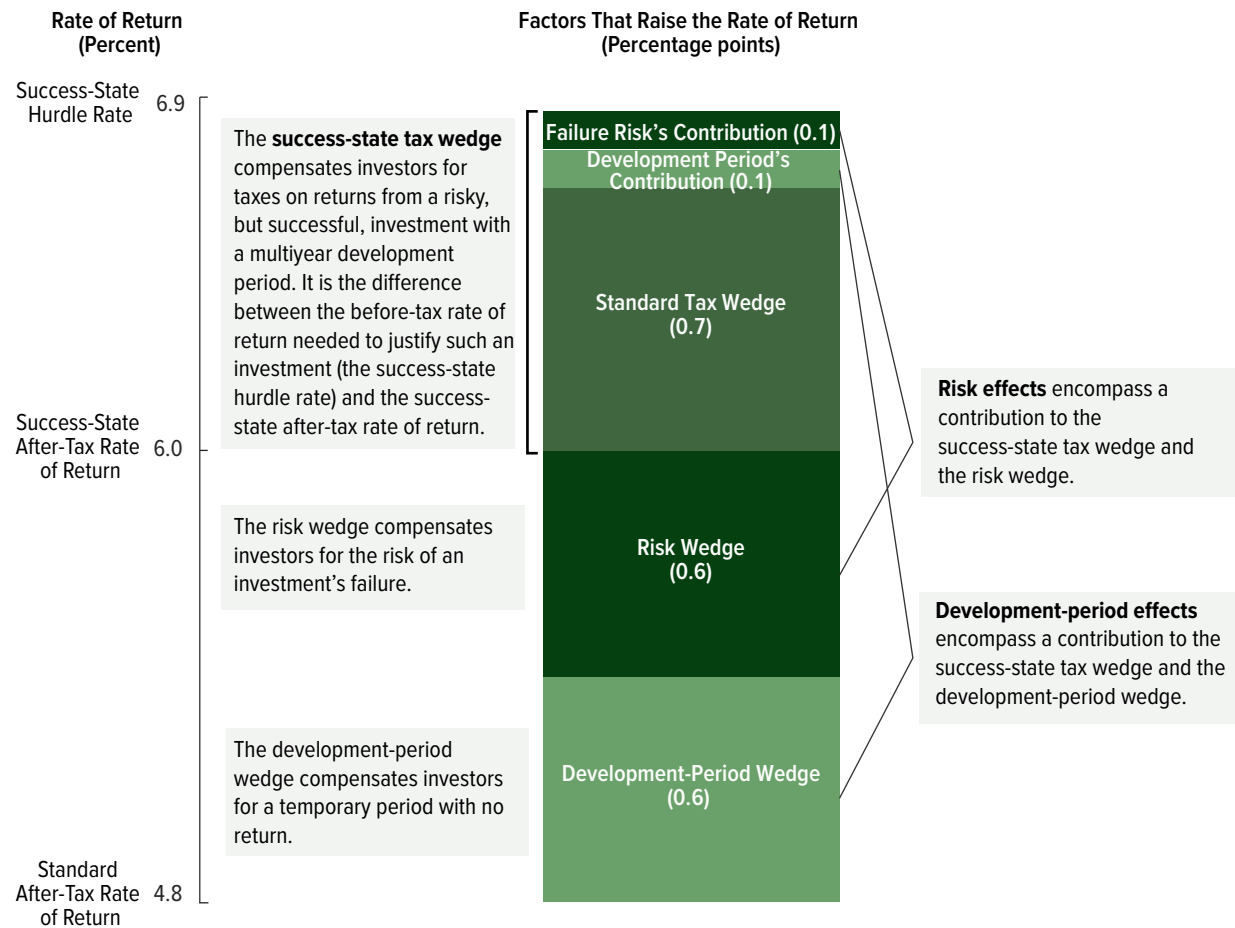 Rate of Return
(Percent)
Factors That Raise the Rate of Return
(Percentage points)
Success-State
Hurdle Rate
6.9
The success-state tax wedge
compensates investors for
taxes on returns from a risky,
but successful, investment with
a multiyear development
period. It is the difference
between the before-tax rate of
return needed to justify such an
investment (the success-state
hurdle rate) and the success-
state after-tax rate of return.
Failure Risk's Contribution (0.1)
Development Period's
Contribution (0.1)
Standard Tax Wedge
(0.7)
Risk effects encompass a
contribution to the
success-state tax wedge and
the risk wedge.
Success-State
After-Tax Rate
of Return
6.0
The risk wedge compensates
investors for the risk of an
investment's failure.
Risk Wedge
(0.6)
Development-period effects
encompass a contribution to the
success-state tax wedge and the
development-period wedge.
The development-period
wedge compensates investors
for a temporary period with no
return.
Development-Period Wedge
(0.6)
Standard
After-Tax Rate
of Return
4.8